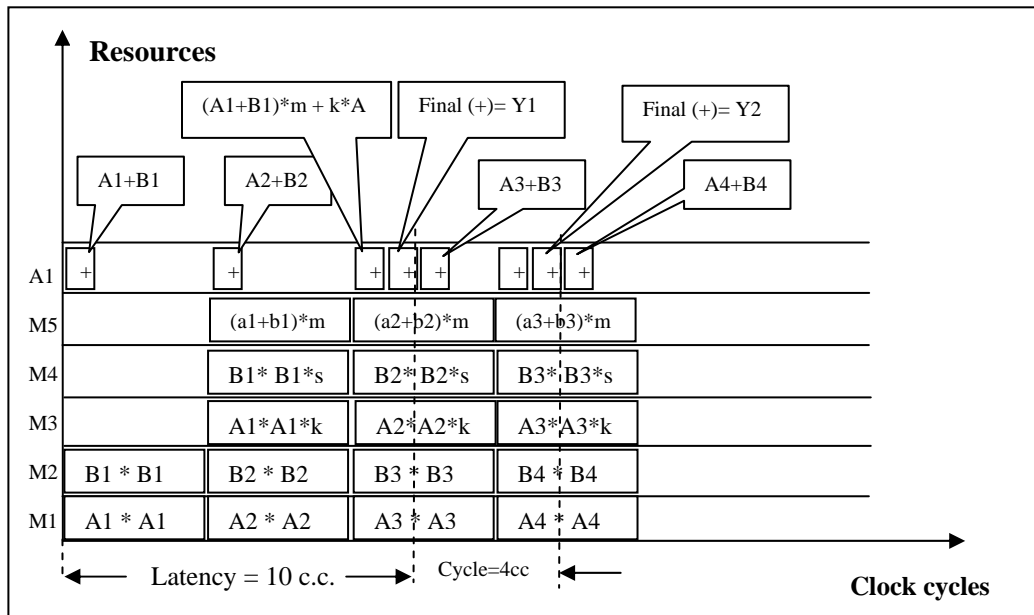 Resources
(A1+B1)*m + k*A
Final (+)= Y1
Final (+)= Y2
A1+B1
A2+B2
A3+B3
A4+B4
A1
+
+
+
+
+
+
+
M5
(a1+b1)*m
(a2+b2)*m
(a3+b3)*m
M4
B1* B1*s
B2* B2*s
B3* B3*s
M3
A1*A1*k
A2*A2*k
A3*A3*k
M2
B1 * B1
B2 * B2
B3 * B3
B4 * B4
M1
A1 * A1
A2 * A2
A3 * A3
A4 * A4
Latency = 10 c.c.
Cycle=4cc
Clock cycles